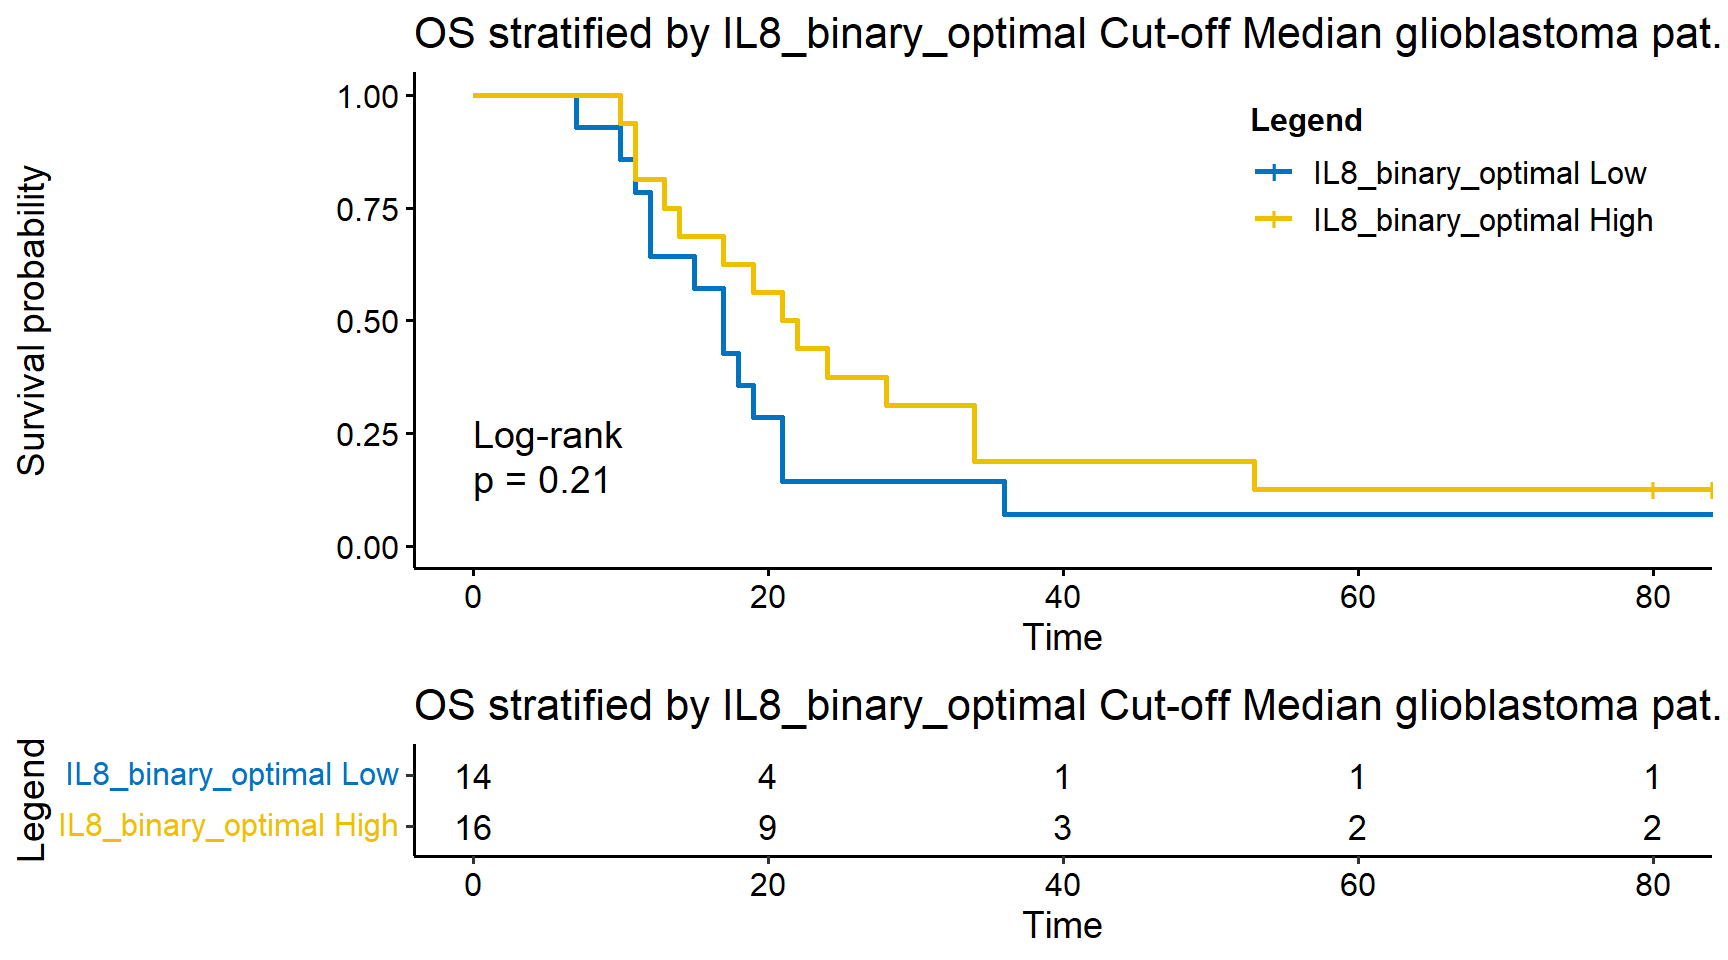 OS stratified by IL8_binary_optimal Cut-off Median glioblastoma pat.
Survival probability
1.00
0.75
0.50
0.25
0.00
Legend
IL8_binary_optimal Low
IL8_binary_optimal High
Log-rank
p = 0.21
0 20 40 60 80
Time
OS stratified by IL8_binary_optimal Cut-off Median glioblastoma pat.
Legend
IL8_binary_optimal Low 14 4 1 1 1
IL8_binary_optimal High 16 9 3 2 2
0 20 40 60 80
Time